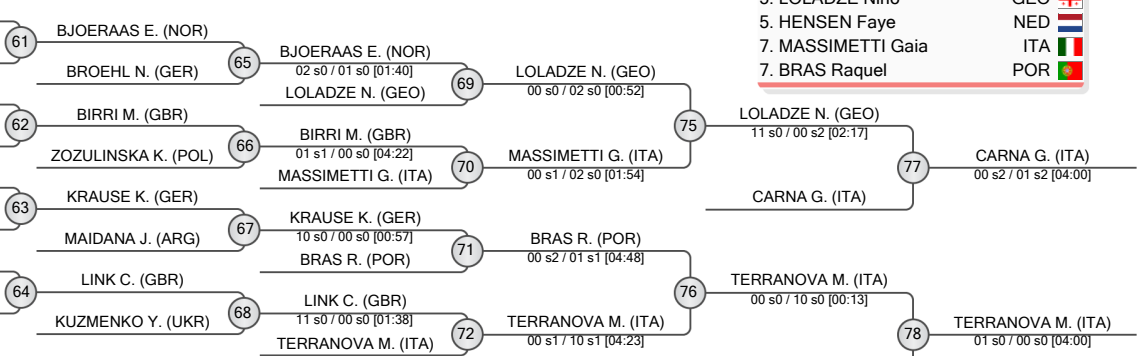 5. LOLADZE Nino GEO
5. HENSEN Faye NED
7. MASSIMETTI Gaia ITA
7. BRAS Raquel POR
61
BJOERAAS E. (NOR)
BROEHL N. (GER)
62
BIRRI M. (GBR)
ZOZULINSKA K. (POL)
63
KRAUSE K. (GER)
MAIDANA J. (ARG)
64
LINK C. (GBR)
KUZMENKO Y. (UKR)
65
BJOERAAS E. (NOR)
02 s0 / 01 s0 [01:40]
LOLADZE N. (GEO)
66
BIRRI M. (GBR)
01 s1 / 00 s0 [04:22]
MASSIMETTI G. (ITA)
67
KRAUSE K. (GER)
10 s0 / 00 s0 [00:57]
BRAS R. (POR)
68
LINK C. (GBR)
11 s0 / 00 s0 [01:38]
TERRANOVA M. (ITA)
69
LOLADZE N. (GEO)
00 s0 / 02 s0 [00:52]
70
MASSIMETTI G. (ITA)
00 s1 / 02 s0 [01:54]
71
BRAS R. (POR)
00 s2 / 01 s1 [04:48]
72
TERRANOVA M. (ITA)
00 s1 / 10 s1 [04:23]
75
LOLADZE N. (GEO)
11 s0 / 00 s2 [02:17]
CARNA G. (ITA)
76
TERRANOVA M. (ITA)
00 s0 / 10 s0 [00:13]
77
CARNA G. (ITA)
00 s2 / 01 s2 [04:00]
78
TERRANOVA M. (ITA)
01 s0 / 00 s0 [04:00]